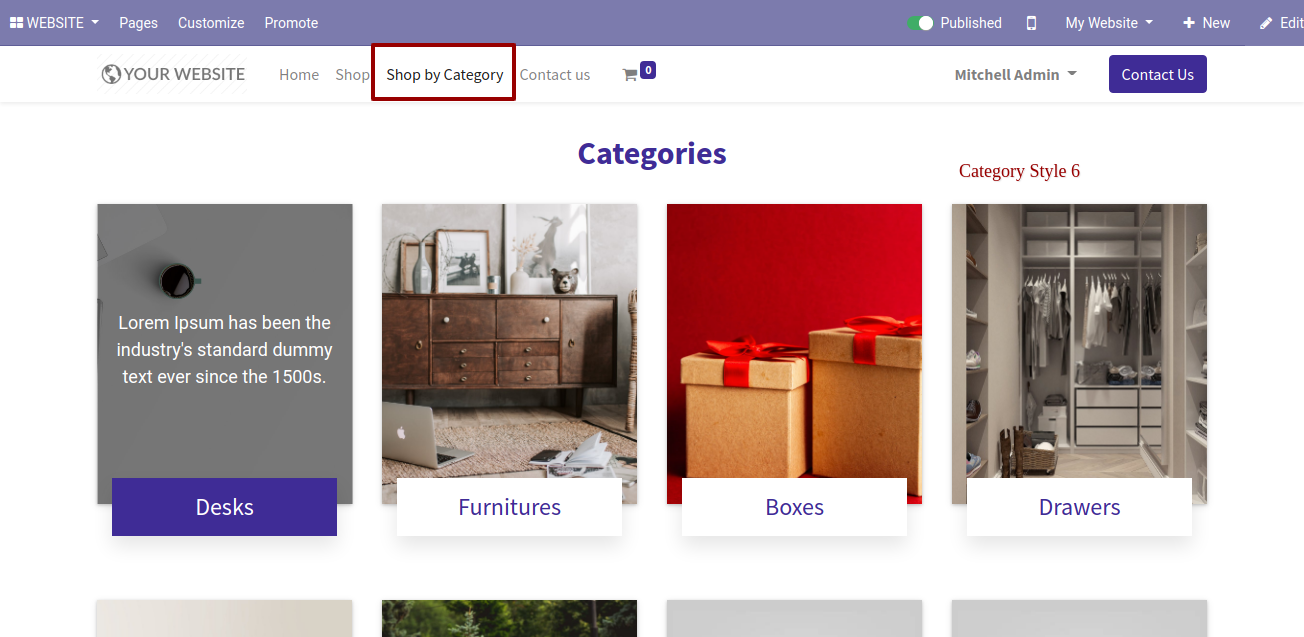 WEBSITE Pages Customize Promote Published My Website New Edit
YOUR WEBSITE Home Shop Shop by Category Contact us 0 Mitchell Admin Contact Us
Categories
Category Style 6
Lorem Ipsum has been the
industry's standard dummy
text ever since the 1500s.
Desks Furnitures Boxes Drawers